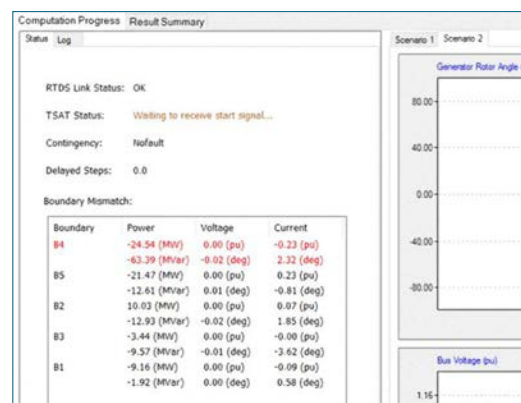 Computation Progress Result Summary
Status Log
RTDS Link Status: OK
TSAT Status: Waiting to receive start signal...
Contingency: Nofault
Delayed Steps: 0.0
Boundary Mismatch:
Boundary Power Voltage Current
B4 -24.54 (MW) 0.00 (pu) -0.23 (pu)
-63.39 (MVar) -0.02 (deg) 2.32 (deg)
B5 -21.47 (MW) 0.00 (pu) 0.23 (pu)
-12.61 (MVar) 0.01 (deg) -0.81 (deg)
B2 10.03 (MW) 0.00 (pu) 0.07 (pu)
-12.93 (MVar) -0.02 (deg) 1.85 (deg)
B3 -3.44 (MW) 0.00 (pu) -0.00 (pu)
-9.57 (MVar) -0.01 (deg) -3.62 (deg)
B1 -9.16 (MW) 0.00 (pu) -0.09 (pu)
-1.92 (MVar) 0.00 (deg) 0.58 (deg)
Scenario 1 Scenario 2
Generator Rotor Angle
80.00
40.00
0.00
-40.00
-80.00
Bus Voltage (pu)
1.16